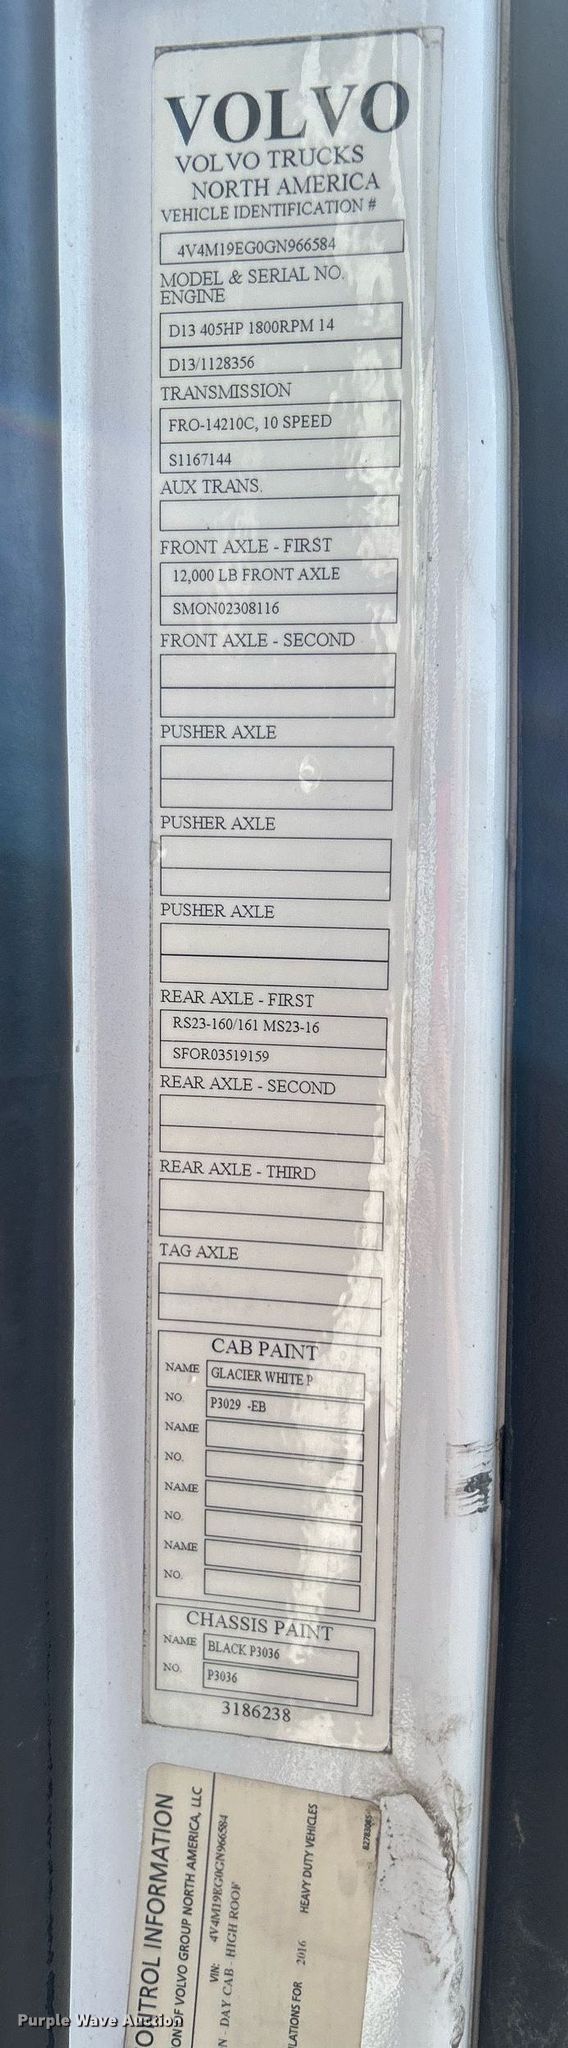 VOLVO
VOLVO TRUCKS
NORTH AMERICA
VEHICLE IDENTIFICATION #
4V4M19EG0GN966584
MODEL & SERIAL NO.
ENGINE
D13 405HP 1800RPM 14
D13/1128356
TRANSMISSION
FRO-14210C, 10 SPEED
S1167144
AUX TRANS.
FRONT AXLE - FIRST
12,000 LB FRONT AXLE
SMON02308116
FRONT AXLE - SECOND
PUSHER AXLE
PUSHER AXLE
PUSHER AXLE
REAR AXLE - FIRST
RS23-160/161 MS23-16
SFOR03519159
REAR AXLE - SECOND
REAR AXLE - THIRD
TAG AXLE
CAB PAINT
NAME GLACIER WHITE P
NO. P3029 -EB
NAME
NO.
NAME
NO.
NAME
NO.
CHASSIS PAINT
NAME BLACK P3036
NO. P3036
3186238
ONTROL INFORMATION
ON OF VOLVO GROUP NORTH AMERICA, LLC
VIN: 4V4M19EG0GN966584
N - DAY CAB - HIGH ROOF
LATIONS FOR 2016 HEAVY DUTY VEHICLES
82783085
Purple Wave Auction